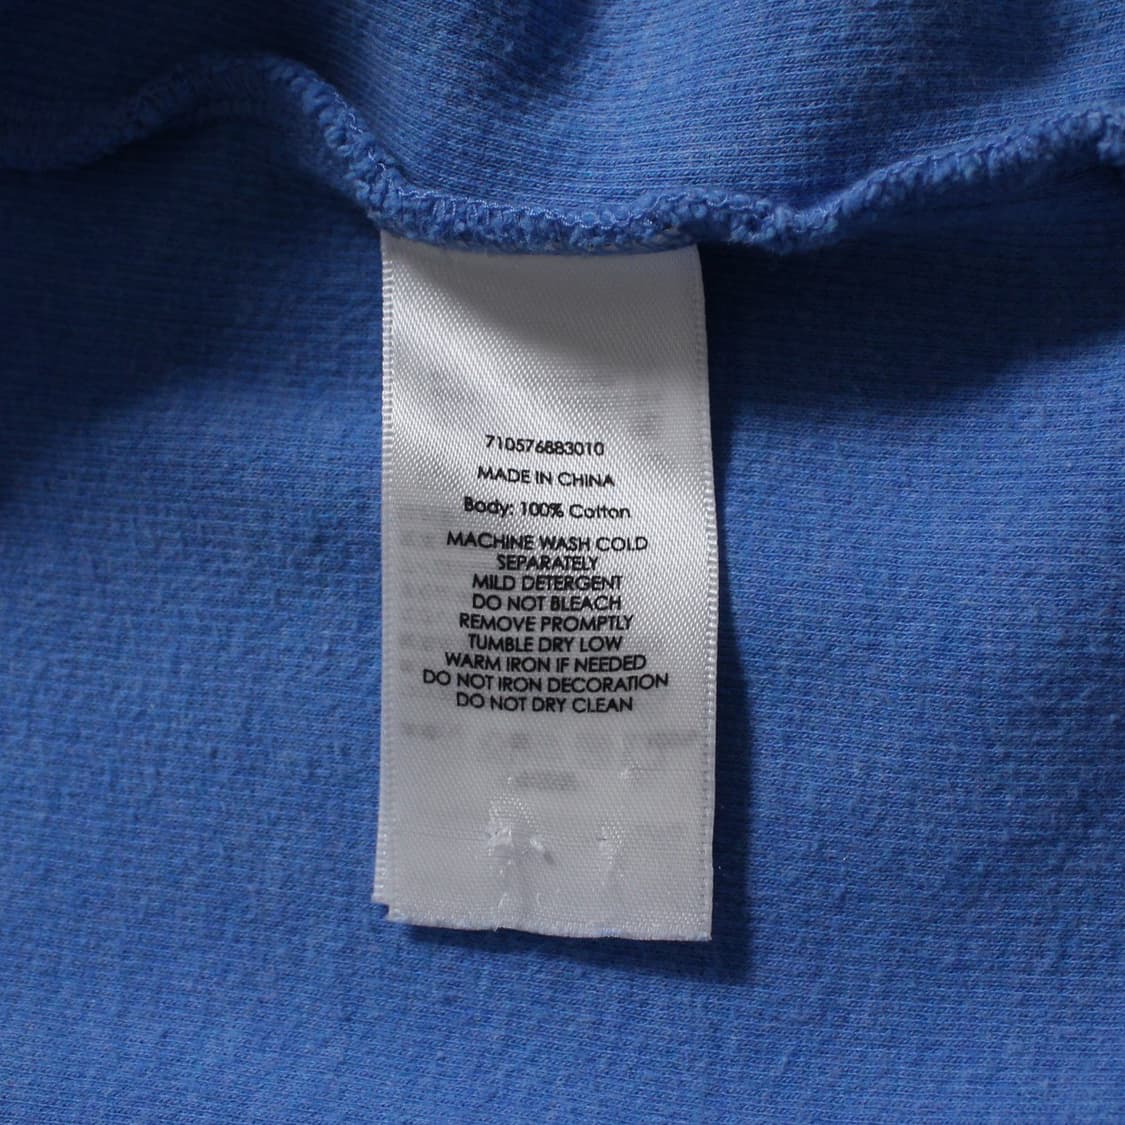 710576883010
MADE IN CHINA
Body: 100% Cotton
MACHINE WASH COLD
SEPARATELY
MILD DETERGENT
DO NOT BLEACH
REMOVE PROMPTLY
TUMBLE DRY LOW
WARM IRON IF NEEDED
DO NOT IRON DECORATION
DO NOT DRY CLEAN